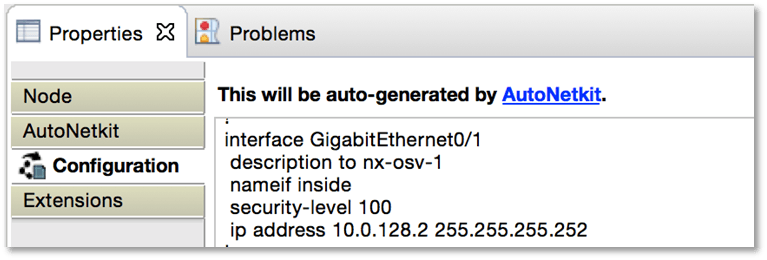 Properties
Problems
Node
AutoNetkit
Configuration
Extensions
This will be auto-generated by AutoNetkit.
!
interface GigabitEthernet0/1
description to nx-osv-1
nameif inside
security-level 100
ip address 10.0.128.2 255.255.255.252